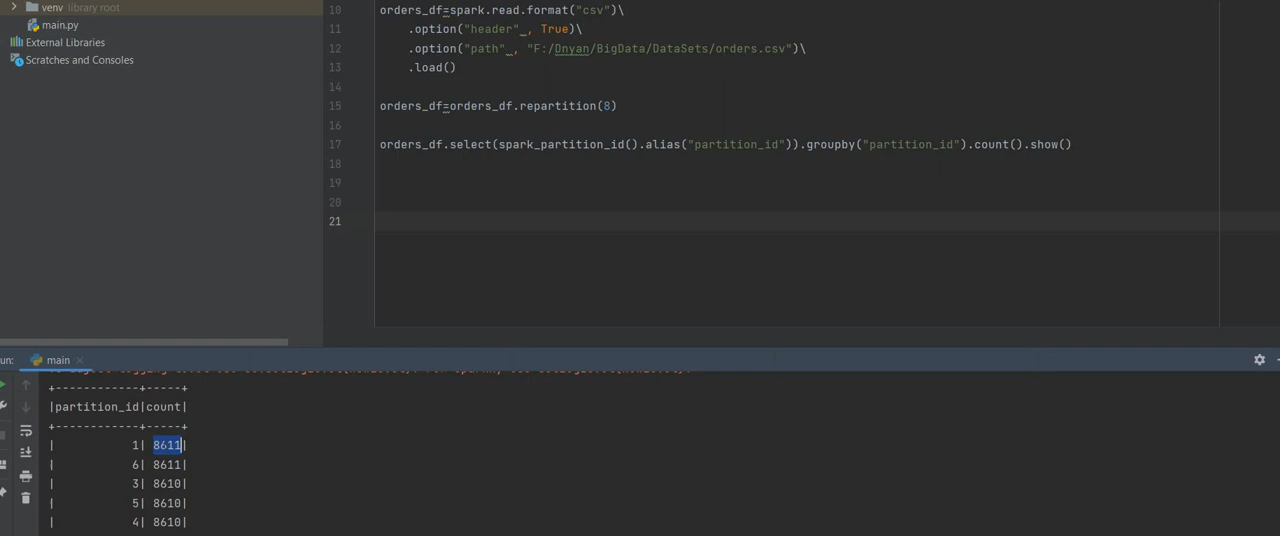 venv library root
main.py
External Libraries
Scratches and Consoles
10 orders_df=spark.read.format("csv")\
11 .option("header" , True)\
12 .option("path" , "F:/Dnyan/BigData/DataSets/orders.csv")\
13 .load()
14
15 orders_df=orders_df.repartition(8)
16
17 orders_df.select(spark_partition_id().alias("partition_id")).groupby("partition_id").count().show()
18
19
20
21
un: main
+------------+-----+
|partition_id|count|
+------------+-----+
| 1| 8611|
| 6| 8611|
| 3| 8610|
| 5| 8610|
| 4| 8610|